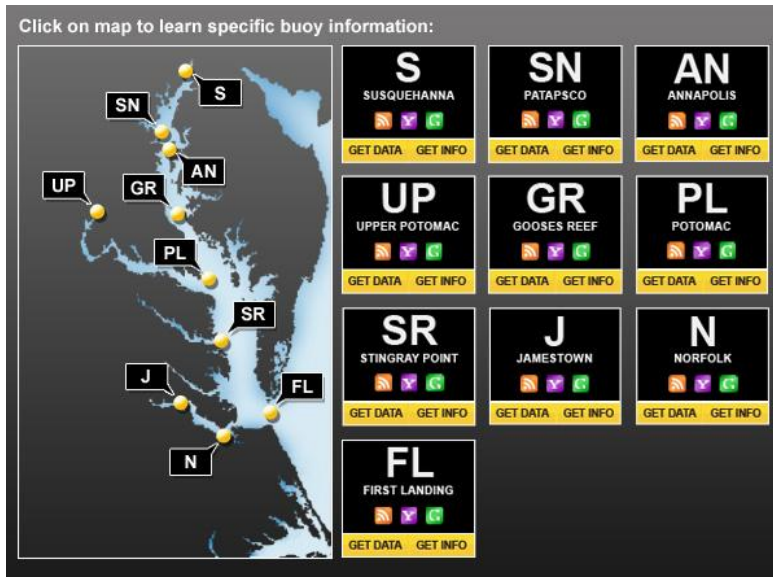 Click on map to learn specific buoy information:
S
SN
AN
UP
GR
PL
SR
J
FL
N
S
SUSQUEHANNA
GET DATA GET INFO
SN
PATAPSCO
GET DATA GET INFO
AN
ANNAPOLIS
GET DATA GET INFO
UP
UPPER POTOMAC
GET DATA GET INFO
GR
GOOSES REEF
GET DATA GET INFO
PL
POTOMAC
GET DATA GET INFO
SR
STINGRAY POINT
GET DATA GET INFO
J
JAMESTOWN
GET DATA GET INFO
N
NORFOLK
GET DATA GET INFO
FL
FIRST LANDING
GET DATA GET INFO